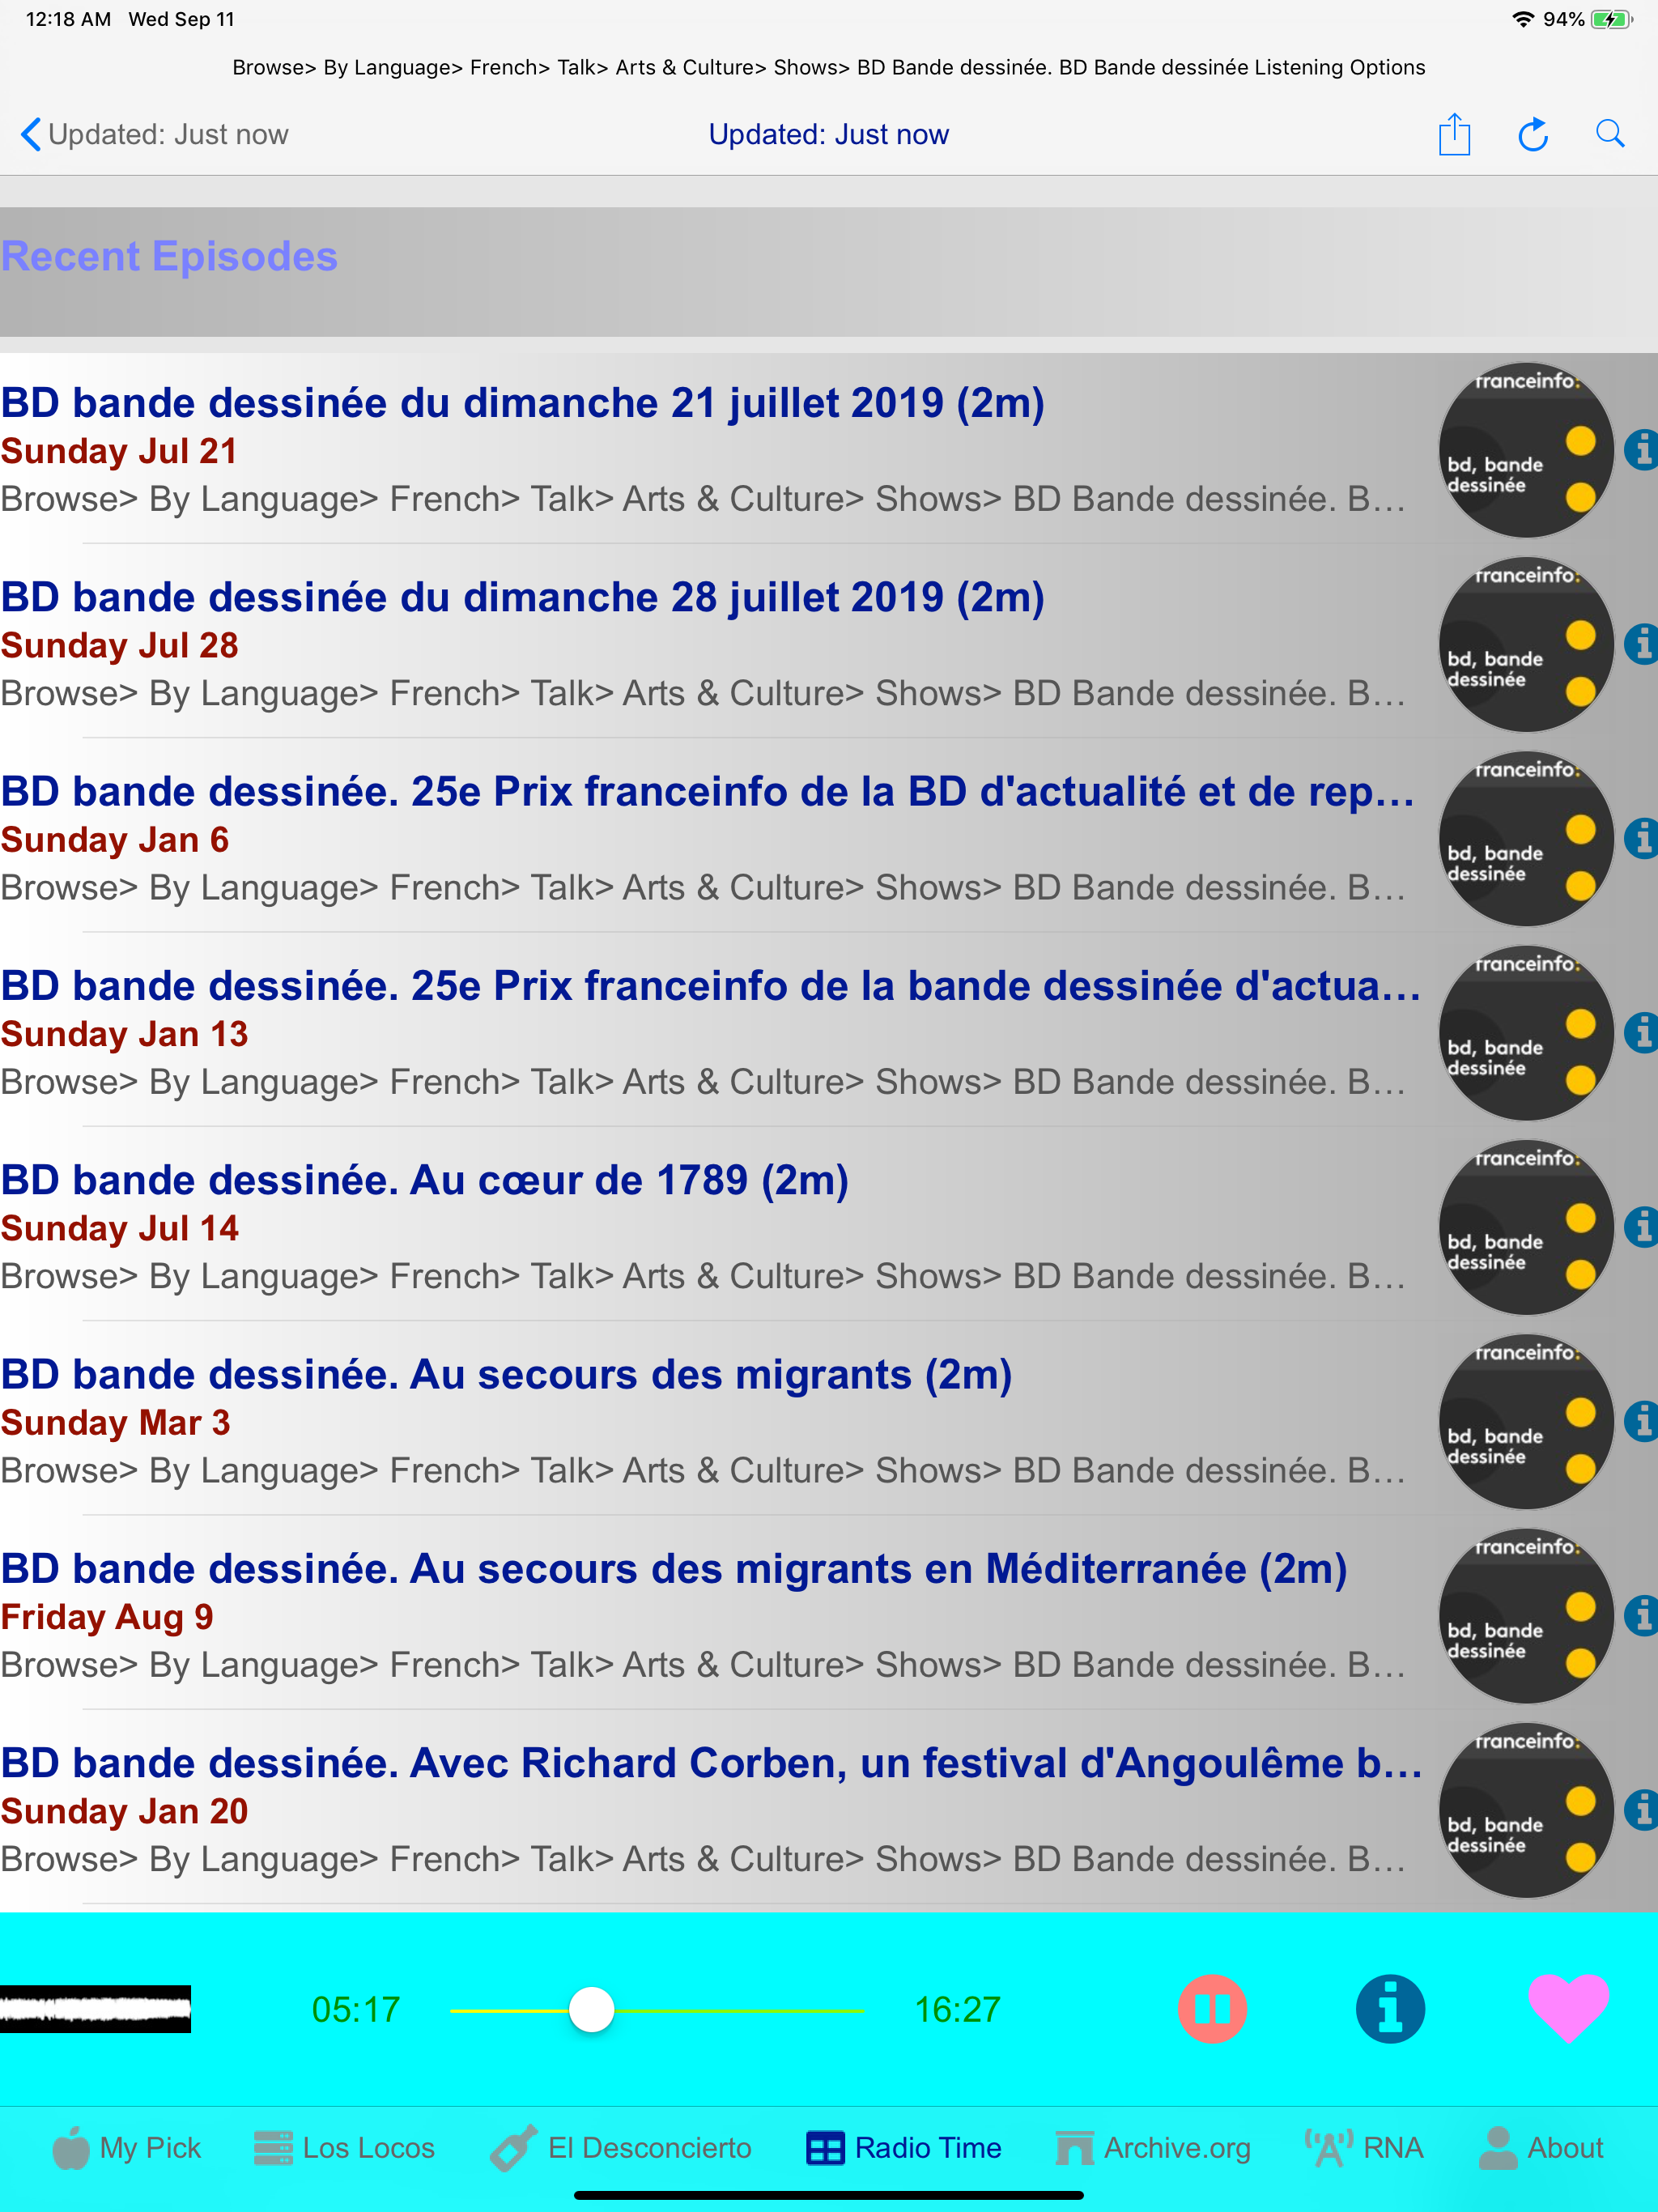 12:18 AM Wed Sep 11 94%
Browse> By Language> French> Talk> Arts & Culture> Shows> BD Bande dessinée. BD Bande dessinée Listening Options
Updated: Just now Updated: Just now
Recent Episodes
BD bande dessinée du dimanche 21 juillet 2019 (2m)
Sunday Jul 21
Browse> By Language> French> Talk> Arts & Culture> Shows> BD Bande dessinée. B…
franceinfo:
bd, bande
dessinée
BD bande dessinée du dimanche 28 juillet 2019 (2m)
Sunday Jul 28
Browse> By Language> French> Talk> Arts & Culture> Shows> BD Bande dessinée. B…
franceinfo:
bd, bande
dessinée
BD bande dessinée. 25e Prix franceinfo de la BD d'actualité et de rep…
Sunday Jan 6
Browse> By Language> French> Talk> Arts & Culture> Shows> BD Bande dessinée. B…
franceinfo:
bd, bande
dessinée
BD bande dessinée. 25e Prix franceinfo de la bande dessinée d'actua…
Sunday Jan 13
Browse> By Language> French> Talk> Arts & Culture> Shows> BD Bande dessinée. B…
franceinfo:
bd, bande
dessinée
BD bande dessinée. Au cœur de 1789 (2m)
Sunday Jul 14
Browse> By Language> French> Talk> Arts & Culture> Shows> BD Bande dessinée. B…
franceinfo:
bd, bande
dessinée
BD bande dessinée. Au secours des migrants (2m)
Sunday Mar 3
Browse> By Language> French> Talk> Arts & Culture> Shows> BD Bande dessinée. B…
franceinfo:
bd, bande
dessinée
BD bande dessinée. Au secours des migrants en Méditerranée (2m)
Friday Aug 9
Browse> By Language> French> Talk> Arts & Culture> Shows> BD Bande dessinée. B…
franceinfo:
bd, bande
dessinée
BD bande dessinée. Avec Richard Corben, un festival d'Angoulême b…
Sunday Jan 20
Browse> By Language> French> Talk> Arts & Culture> Shows> BD Bande dessinée. B…
franceinfo:
bd, bande
dessinée
05:17 16:27
My Pick Los Locos El Desconcierto Radio Time Archive.org RNA About